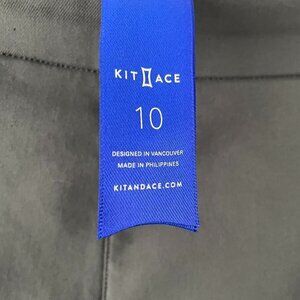 KIT ACE
10
DESIGNED IN VANCOUVER
MADE IN PHILIPPINES
KITANDACE.COM